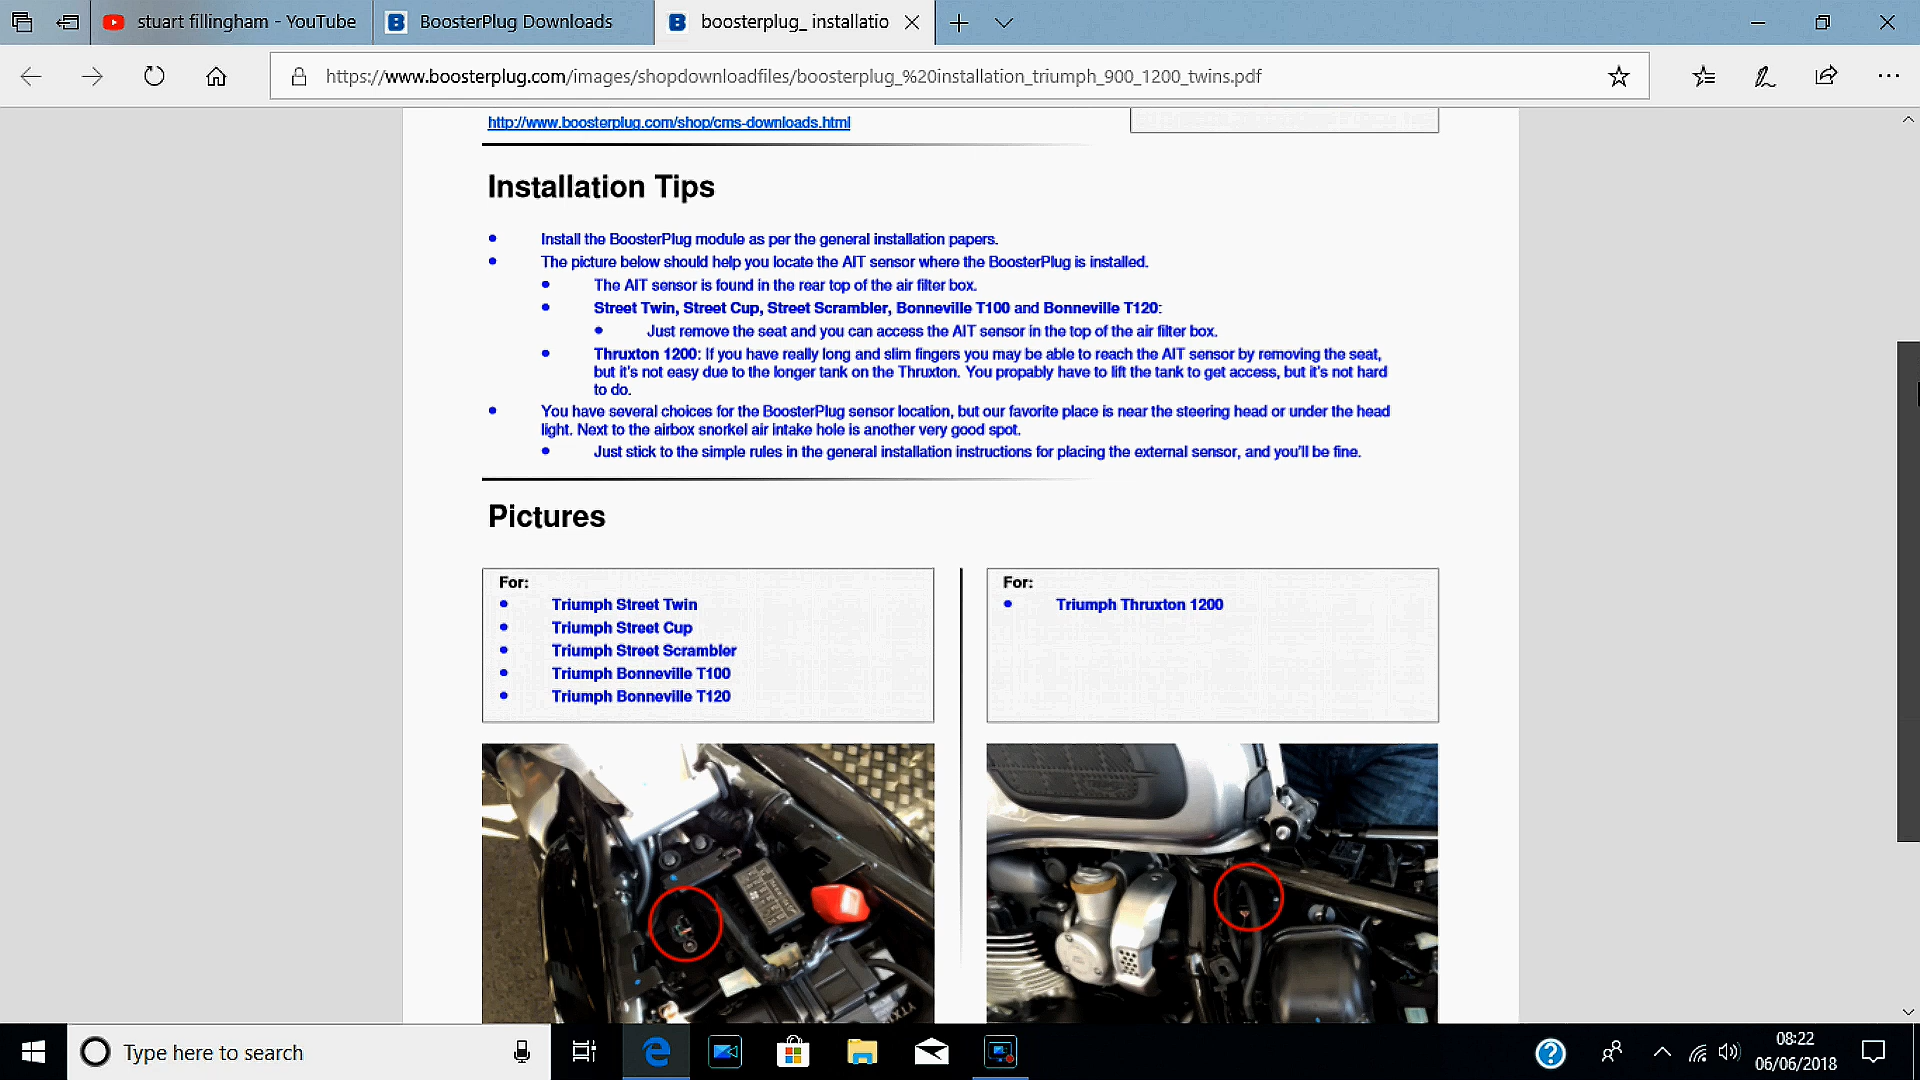 stuart fillingham - YouTube
BoosterPlug Downloads
boosterplug_ installatio
https://www.boosterplug.com/images/shopdownloadfiles/boosterplug_%20installation_triumph_900_1200_twins.pdf
http://www.boosterplug.com/shop/cms-downloads.html
Installation Tips
Install the BoosterPlug module as per the general installation papers.
The picture below should help you locate the AIT sensor where the BoosterPlug is installed.
The AIT sensor is found in the rear top of the air filter box.
Street Twin, Street Cup, Street Scrambler, Bonneville T100 and Bonneville T120:
Just remove the seat and you can access the AIT sensor in the top of the air filter box.
Thruxton 1200: If you have really long and slim fingers you may be able to reach the AIT sensor by removing the seat,
but it's not easy due to the longer tank on the Thruxton. You propably have to lift the tank to get access, but it's not hard
to do.
You have several choices for the BoosterPlug sensor location, but our favorite place is near the steering head or under the head
light. Next to the airbox snorkel air intake hole is another very good spot.
Just stick to the simple rules in the general installation instructions for placing the external sensor, and you'll be fine.
Pictures
For:
Triumph Street Twin
Triumph Street Cup
Triumph Street Scrambler
Triumph Bonneville T100
Triumph Bonneville T120
For:
Triumph Thruxton 1200
Type here to search
08:22
06/06/2018